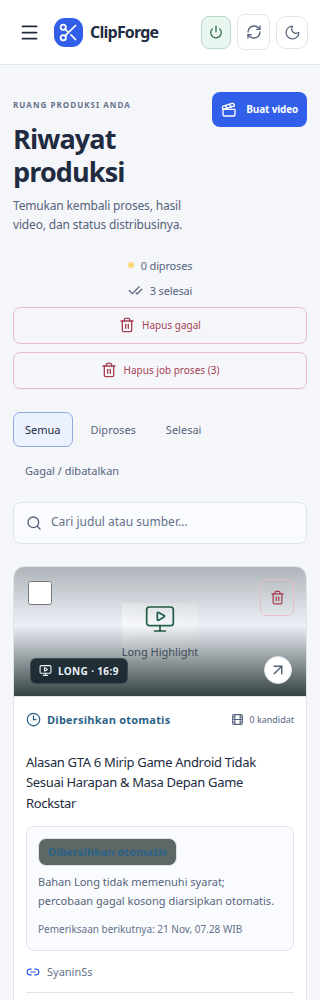 ClipForge
RUANG PRODUKSI ANDA
Buat video
Riwayat
produksi
Temukan kembali proses, hasil
video, dan status distribusinya.
0 diproses
3 selesai
Hapus gagal
Hapus job proses (3)
Semua
Diproses
Selesai
Gagal / dibatalkan
Cari judul atau sumber...
Long Highlight
LONG · 16:9
Dibersihkan otomatis
0 kandidat
Alasan GTA 6 Mirip Game Android Tidak
Sesuai Harapan & Masa Depan Game
Rockstar
Dibersihkan otomatis
Bahan Long tidak memenuhi syarat;
percobaan gagal kosong diarsipkan otomatis.
Pemeriksaan berikutnya: 21 Nov, 07.28 WIB
SyaninSs